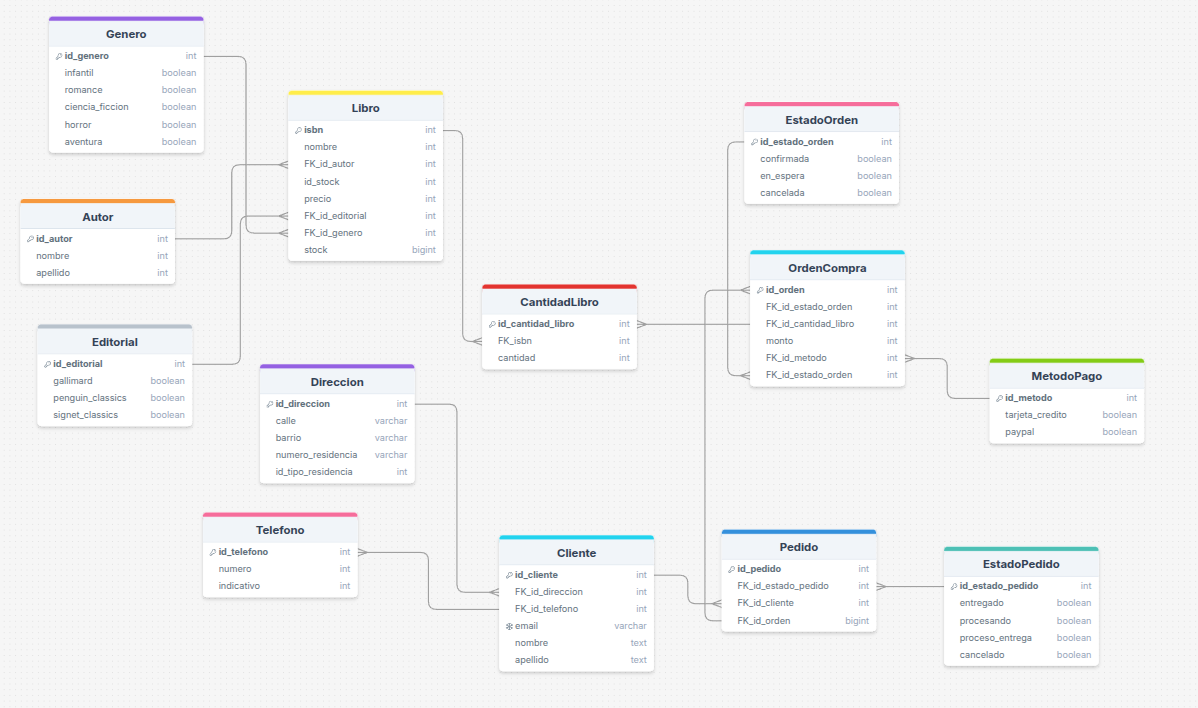 Genero
id_genero int
infantil boolean
romance boolean
ciencia_ficcion boolean
horror boolean
aventura boolean
Libro
isbn int
nombre int
FK_id_autor int
id_stock int
precio int
FK_id_editorial int
FK_id_genero int
stock bigint
EstadoOrden
id_estado_orden int
confirmada boolean
en_espera boolean
cancelada boolean
Autor
id_autor int
nombre int
apellido int
OrdenCompra
id_orden int
FK_id_estado_orden int
FK_id_cantidad_libro int
monto int
FK_id_metodo int
FK_id_estado_orden int
CantidadLibro
id_cantidad_libro int
FK_isbn int
cantidad int
Editorial
id_editorial int
gallimard boolean
penguin_classics boolean
signet_classics boolean
Direccion
id_direccion int
calle varchar
barrio varchar
numero_residencia varchar
id_tipo_residencia int
MetodoPago
id_metodo int
tarjeta_credito boolean
paypal boolean
Telefono
id_telefono int
numero int
indicativo int
Cliente
id_cliente int
FK_id_direccion int
FK_id_telefono int
email varchar
nombre text
apellido text
Pedido
id_pedido int
FK_id_estado_pedido int
FK_id_cliente int
FK_id_orden bigint
EstadoPedido
id_estado_pedido int
entregado boolean
procesando boolean
proceso_entrega boolean
cancelado boolean